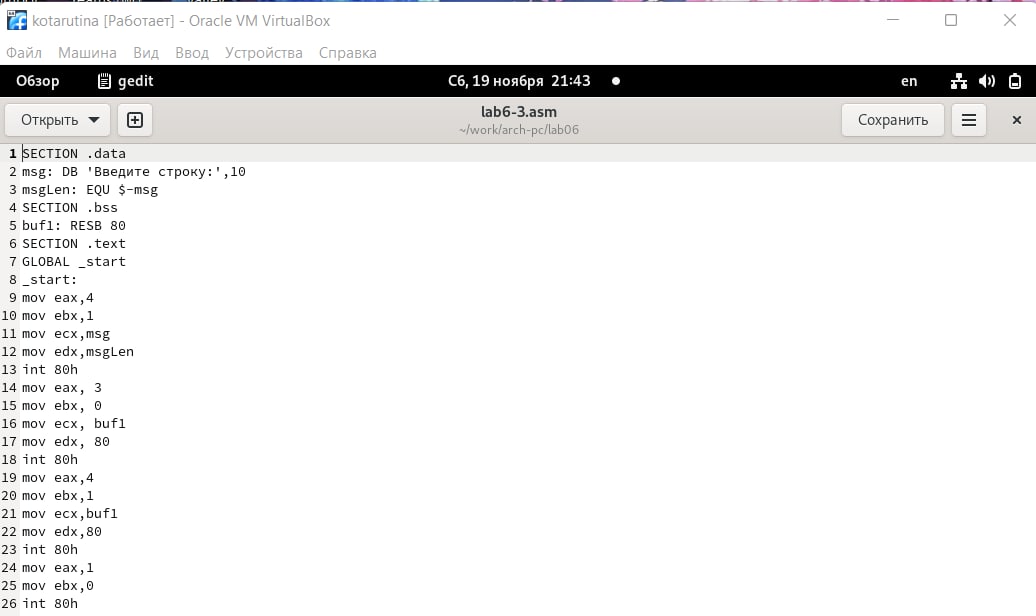 kotarutina [Работает] - Oracle VM VirtualBox
Файл Машина Вид Ввод Устройства Справка
Обзор gedit Сб, 19 ноября 21:43 en
Открыть lab6-3.asm Сохранить
~/work/arch-pc/lab06
1 SECTION .data
2 msg: DB 'Введите строку:',10
3 msgLen: EQU $-msg
4 SECTION .bss
5 buf1: RESB 80
6 SECTION .text
7 GLOBAL _start
8 _start:
9 mov eax,4
10 mov ebx,1
11 mov ecx,msg
12 mov edx,msgLen
13 int 80h
14 mov eax, 3
15 mov ebx, 0
16 mov ecx, buf1
17 mov edx, 80
18 int 80h
19 mov eax,4
20 mov ebx,1
21 mov ecx,buf1
22 mov edx,80
23 int 80h
24 mov eax,1
25 mov ebx,0
26 int 80h